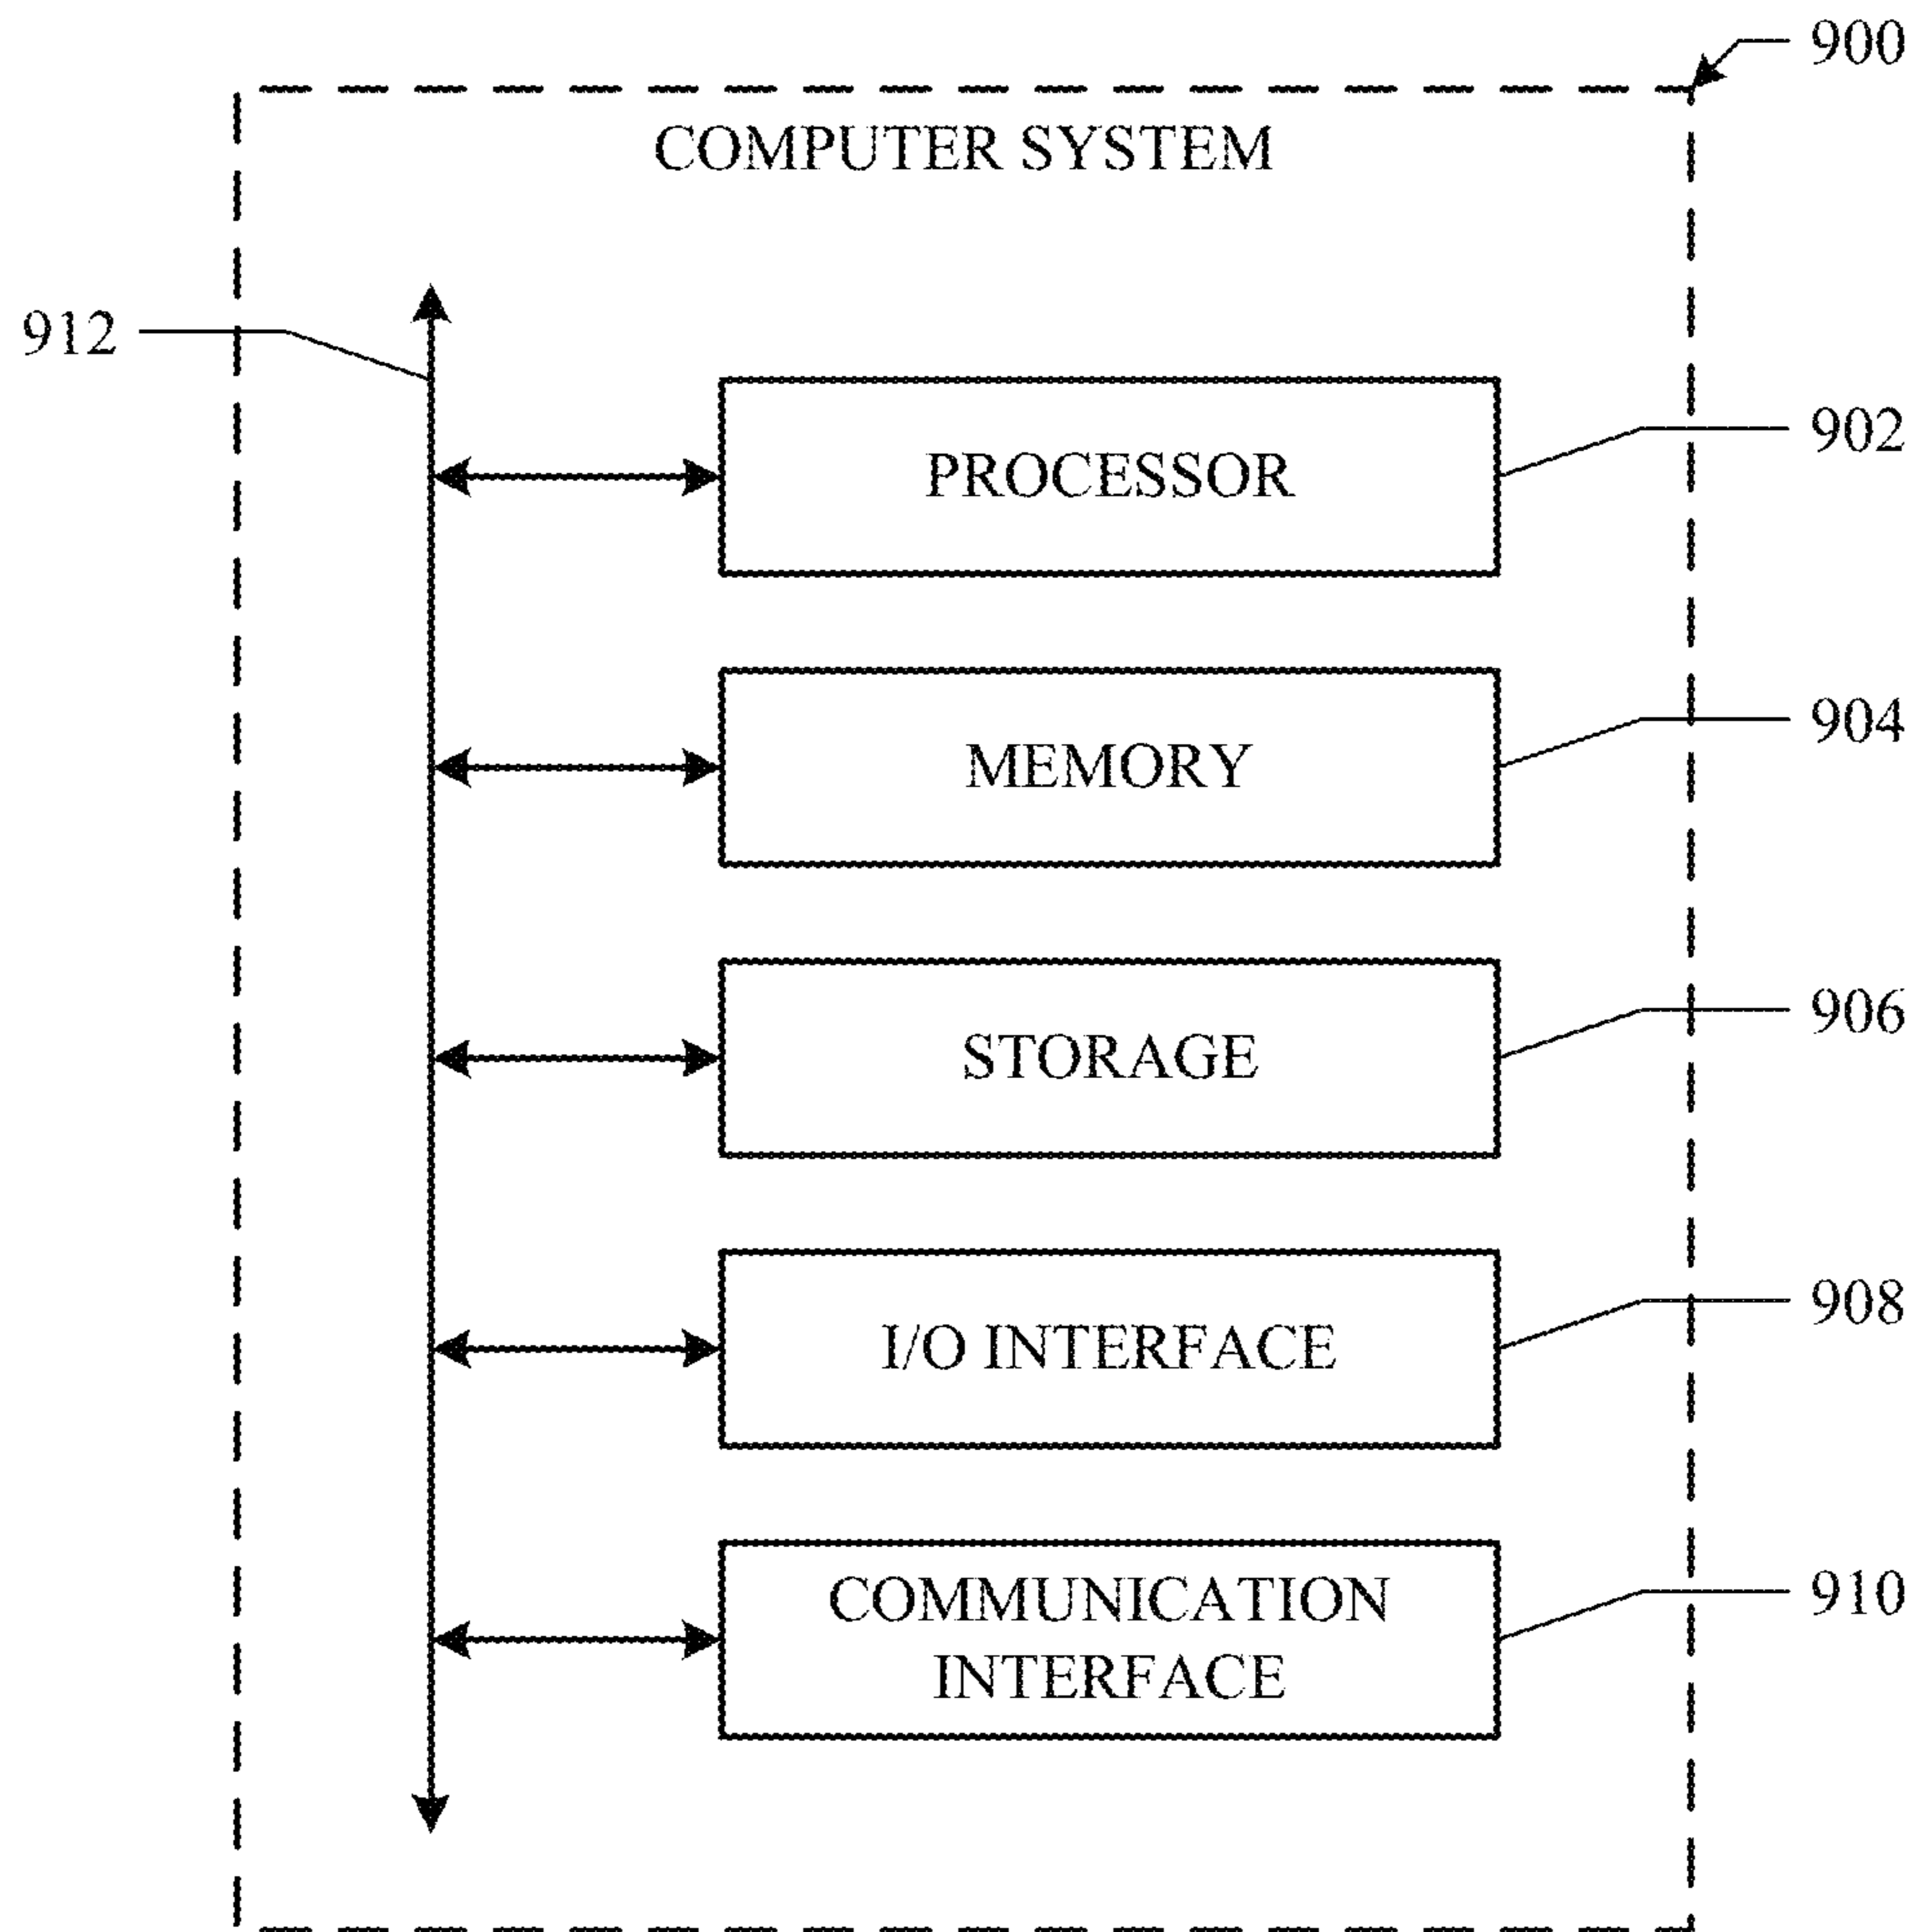 900
COMPUTER SYSTEM
912
902
PROCESSOR
904
MEMORY
906
STORAGE
908
I/O INTERFACE
910
COMMUNICATION
INTERFACE